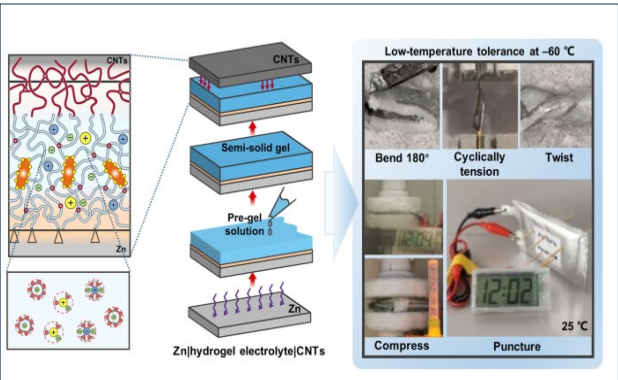 CNTs
Zn
CNTs
Semi-solid gel
Pre-gel
solution
Zn
Zn|hydrogel electrolyte|CNTs
Low-temperature tolerance at –60 ℃
Bend 180°
Cyclically
tension
Twist
12:04
Compress
12:02
25 ℃
Puncture